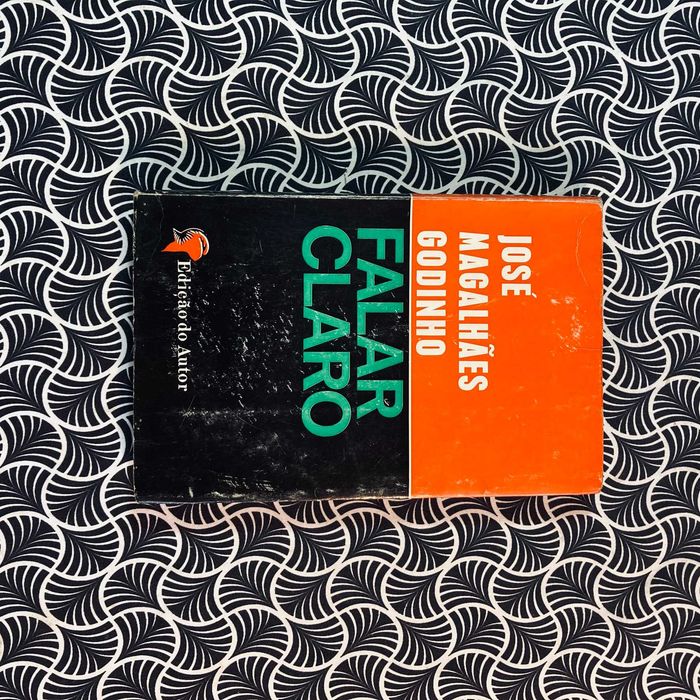 JOSÉ
MAGALHÃES
GODINHO
FALAR
CLARO
Edição do Autor